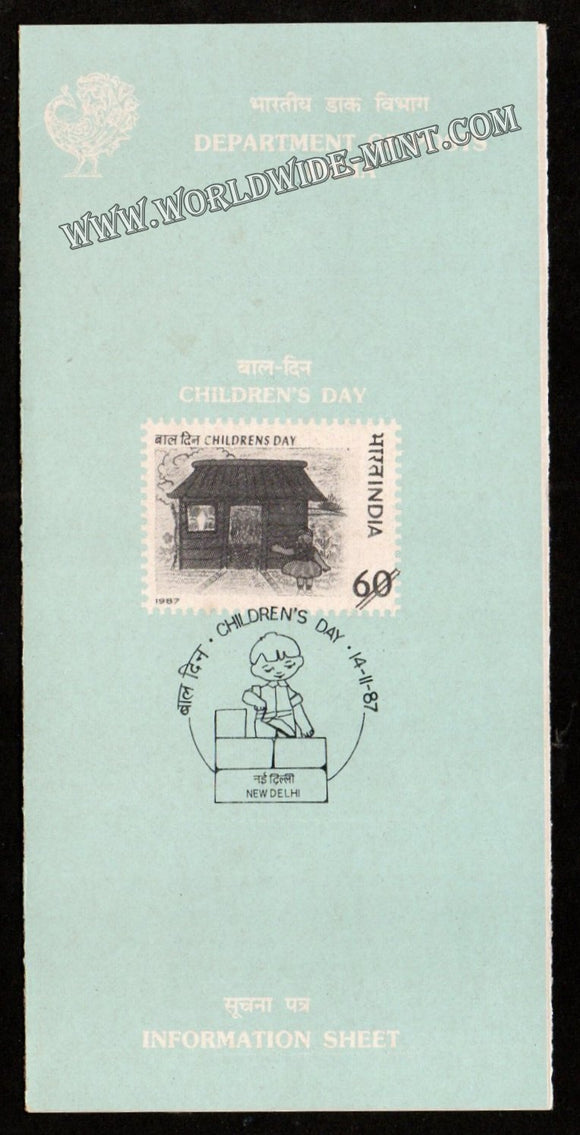 भारतीय डाक विभाग
DEPARTMENT OF POSTS
WWW.WORLDWIDE-MINT.COM
बाल-दिन
CHILDREN'S DAY
बाल दिन CHILDRENS DAY
भारत INDIA
60
1987
बाल दिन • CHILDREN'S DAY • 14-11-87
नई दिल्ली
NEW DELHI
सूचना पत्र
INFORMATION SHEET